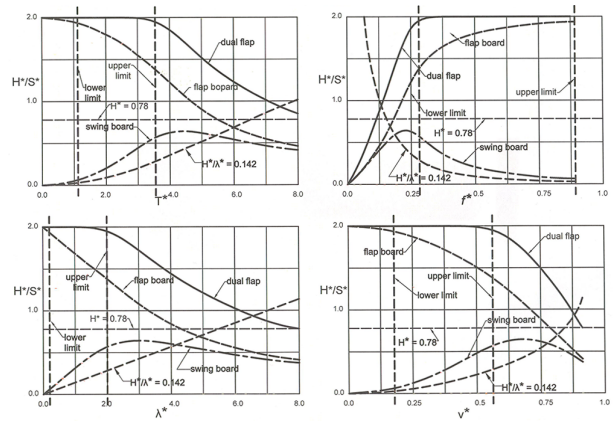 2.0
H*/S*
1.0
0.0
dual flap
upper
limit
flap bopard
lower
limit
H* = 0.78
swing board
H*/λ* = 0.142
0.0
2.0
4.0
6.0
8.0
T*
2.0
H*/S*
1.0
0.0
flap board
dual flap
upper limit
lower limit
H* = 0.78
swing board
H*/λ* = 0.142
0
0.25
0.5
0.75
1.0
f*
2.0
H*/S*
1.0
0.0
upper
limit
flap board
dual flap
H* = 0.78
lower
limit
swing board
H*/λ* = 0.142
0.0
2.0
4.0
6.0
8.0
λ*
2.0
H*/S*
1.0
0.0
flap board
dual flap
upper limit
lower limit
swing board
H* = 0.78
H*/λ* = 0.142
0
0.25
0.5
0.75
1.0
v*